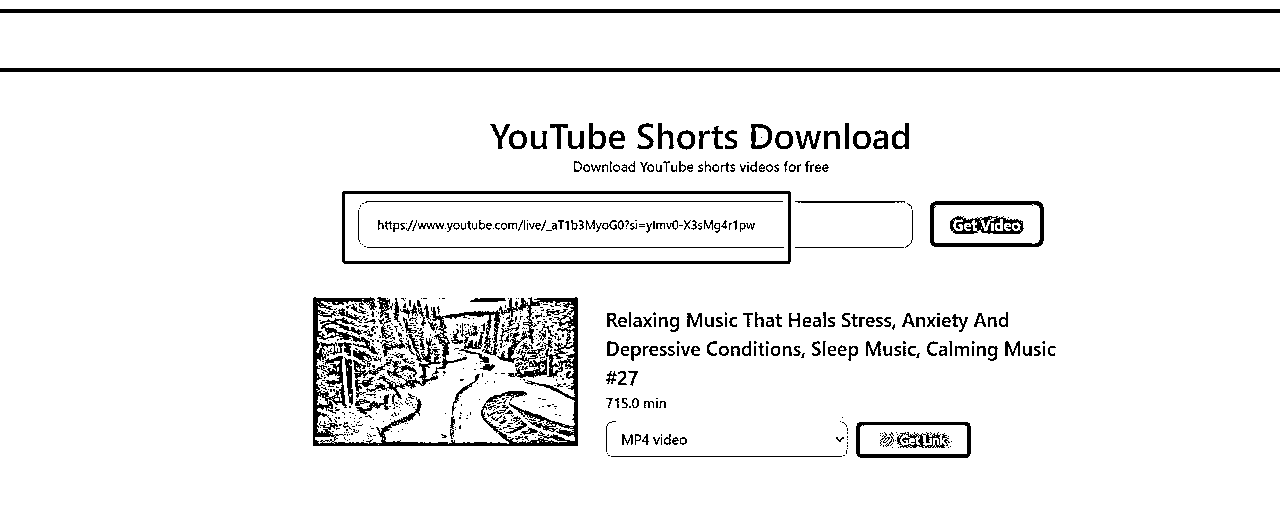 YouTube Shorts Download
Download YouTube shorts videos for free
https://www.youtube.com/live/_aT1b3MyoG0?si=yImv0-X3sMg4r1pw
Get Video
Relaxing Music That Heals Stress, Anxiety And
Depressive Conditions, Sleep Music, Calming Music
#27
715.0 min
MP4 video
Get Link